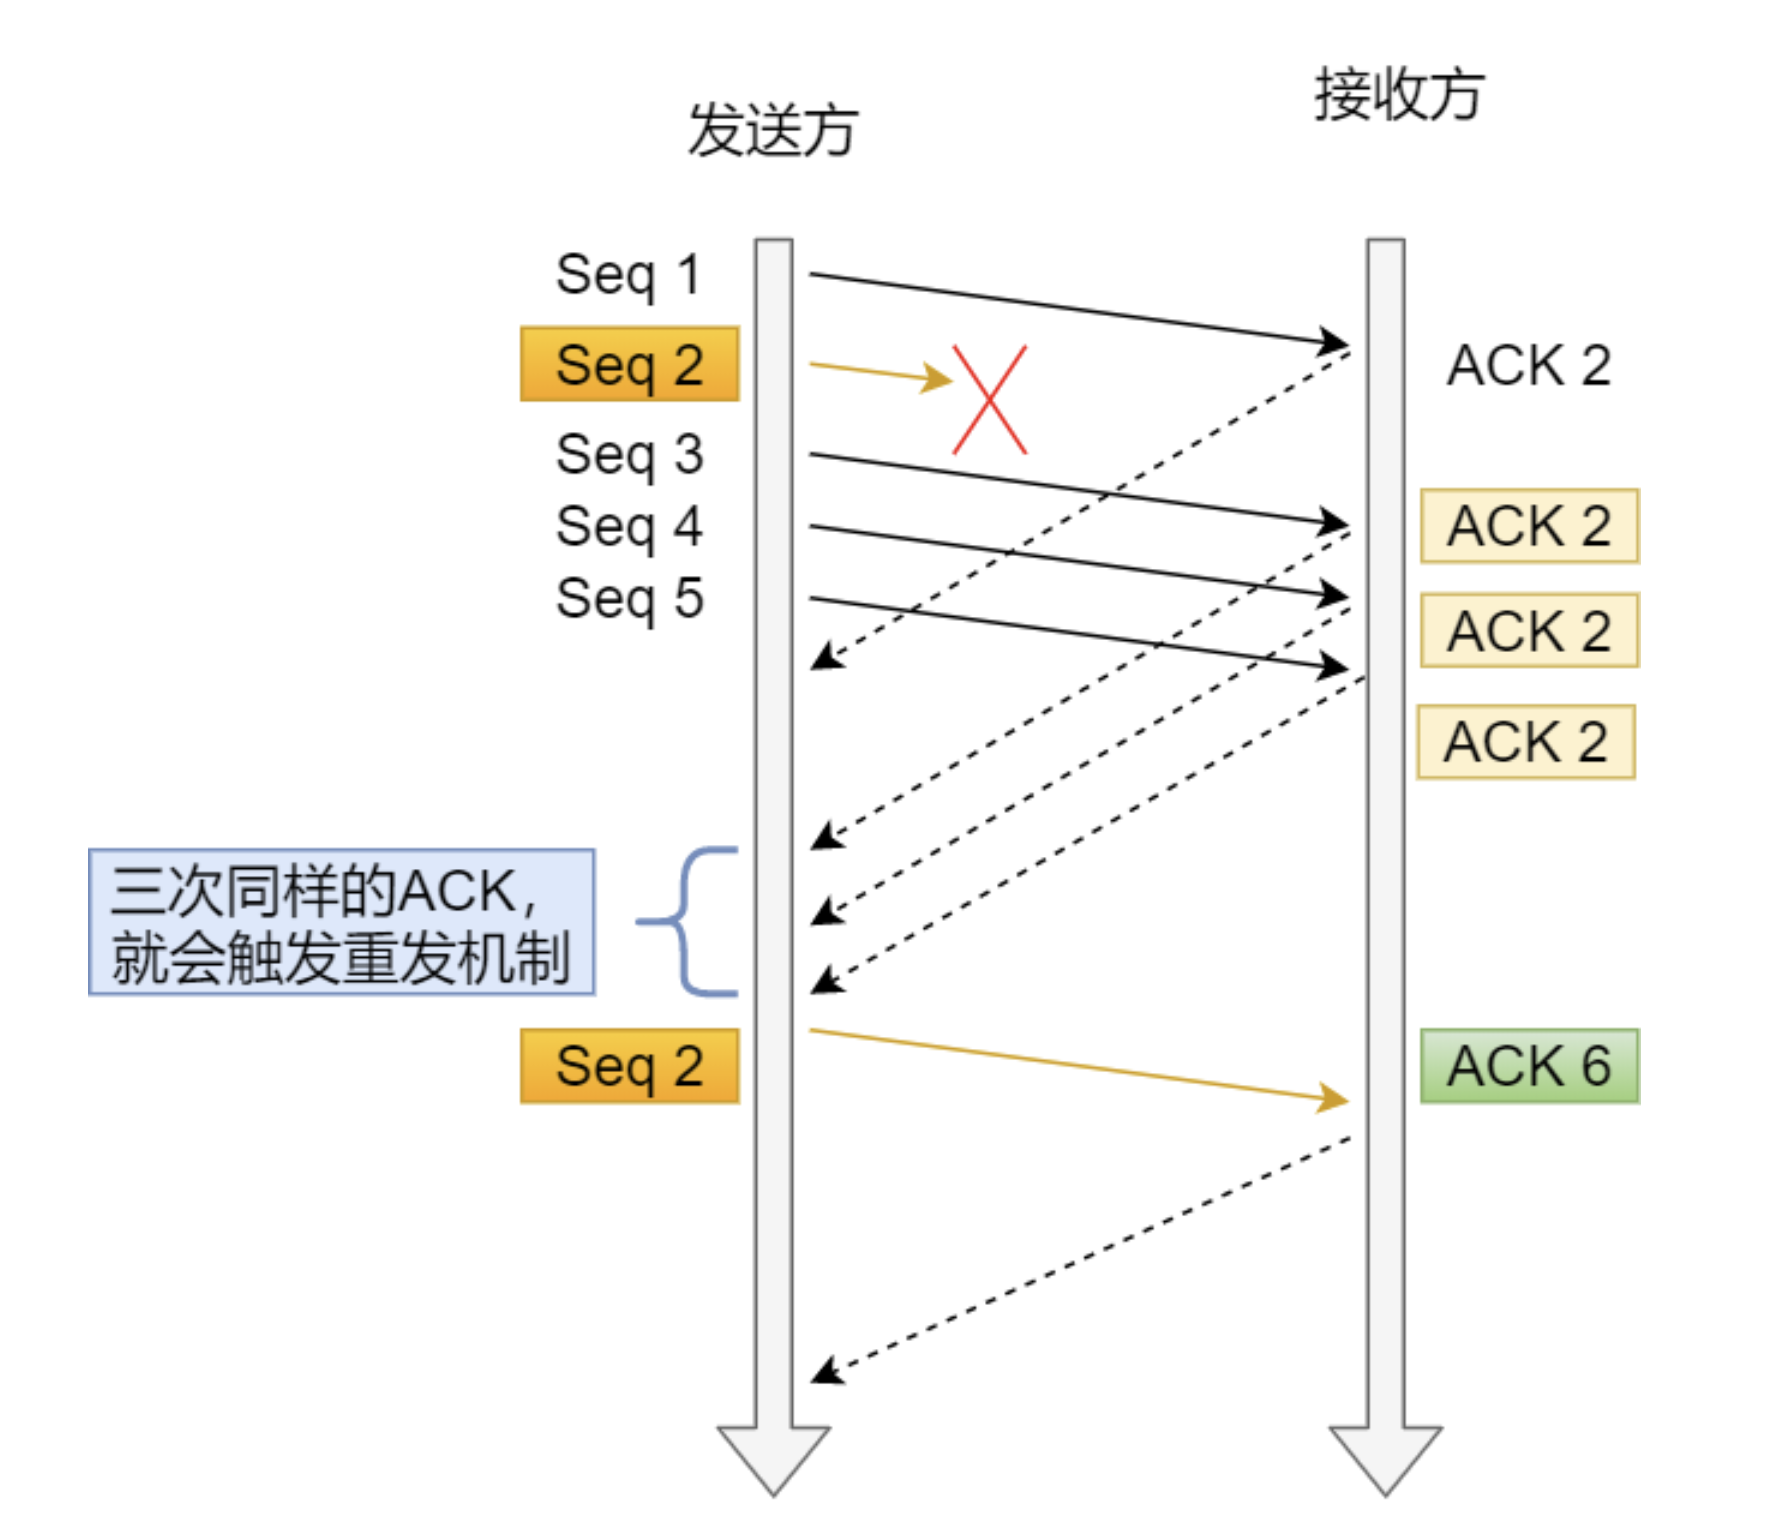 发送方
接收方
Seq 1
Seq 2
ACK 2
Seq 3
Seq 4
ACK 2
Seq 5
ACK 2
ACK 2
三次同样的ACK，
就会触发重发机制
Seq 2
ACK 6